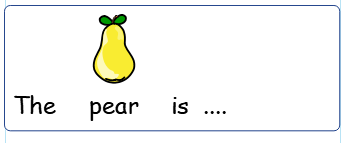 The pear is ....